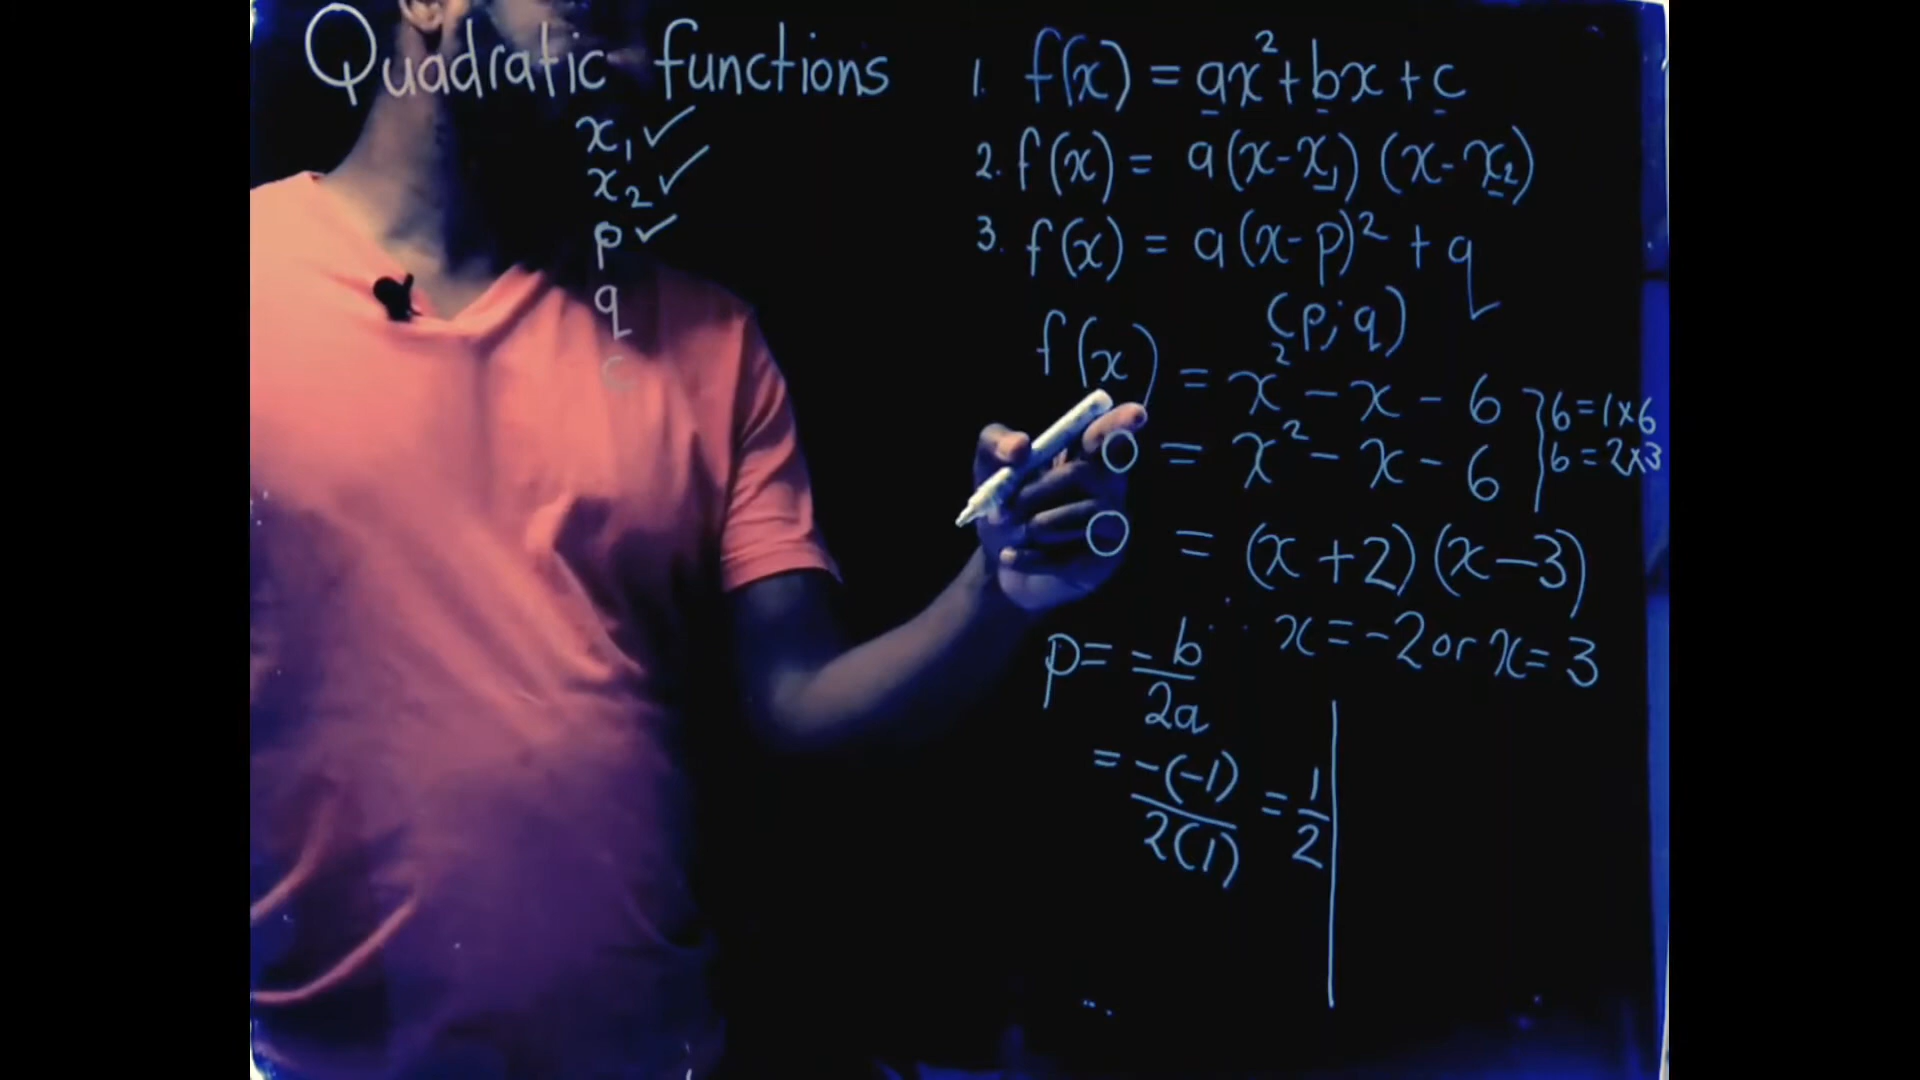 Quadratic functions
x₁ ✓
x₂ ✓
p ✓
q
c
1. f(x) = ax² + bx + c
2. f(x) = a(x-x₁) (x-x₂)
3. f(x) = a(x-p)² + q
(p;q)
f(x) = x² - x - 6
6 = 1×6
0 = x² - x - 6
6 = 2×3
0 = (x+2)(x-3)
x = -2 or x = 3
p = -b/2a
= -(-1)/2(1) = 1/2